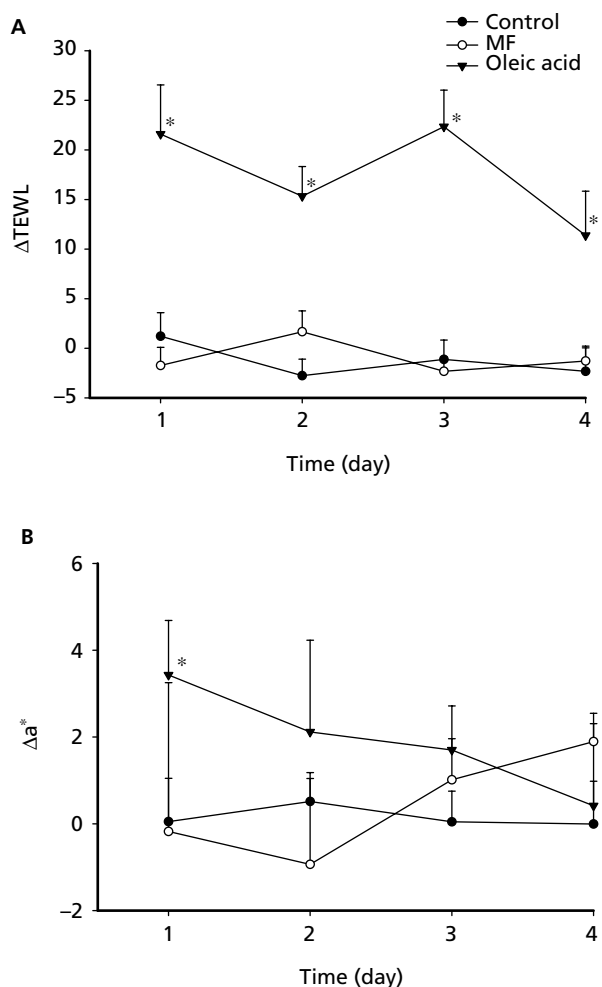 A
Control
MF
Oleic acid
30
25
20
15
10
5
0
–5
ΔTEWL
*
*
*
*
1 2 3 4
Time (day)
B
6
4
2
0
–2
Δa*
*
1 2 3 4
Time (day)